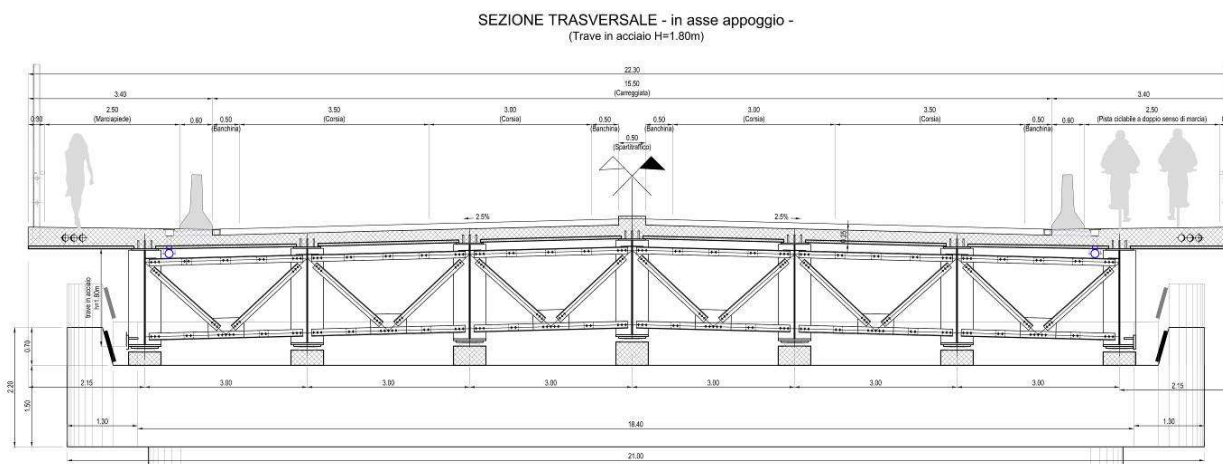 SEZIONE TRASVERSALE - in asse appoggio -
(Trave in acciaio H=1.80m)
22.30
15.50
(Carreggiata)
3.40
3.40
2.50
(Marciapiede)
0.60
0.50
(Banchina)
3.50
(Corsia)
3.00
(Corsia)
0.50
(Banchina)
0.50
(Banchina)
3.00
(Corsia)
3.50
(Corsia)
0.50
(Banchina)
0.60
2.50
(Pista ciclabile a doppio senso di marcia)
0.50
(Spartitraffico)
2.5%
2.5%
0.25
trave in acciaio
h=1.80m
0.70
2.20
1.50
2.15
3.00
3.00
3.00
3.00
3.00
3.00
2.15
1.30
18.40
1.30
21.00